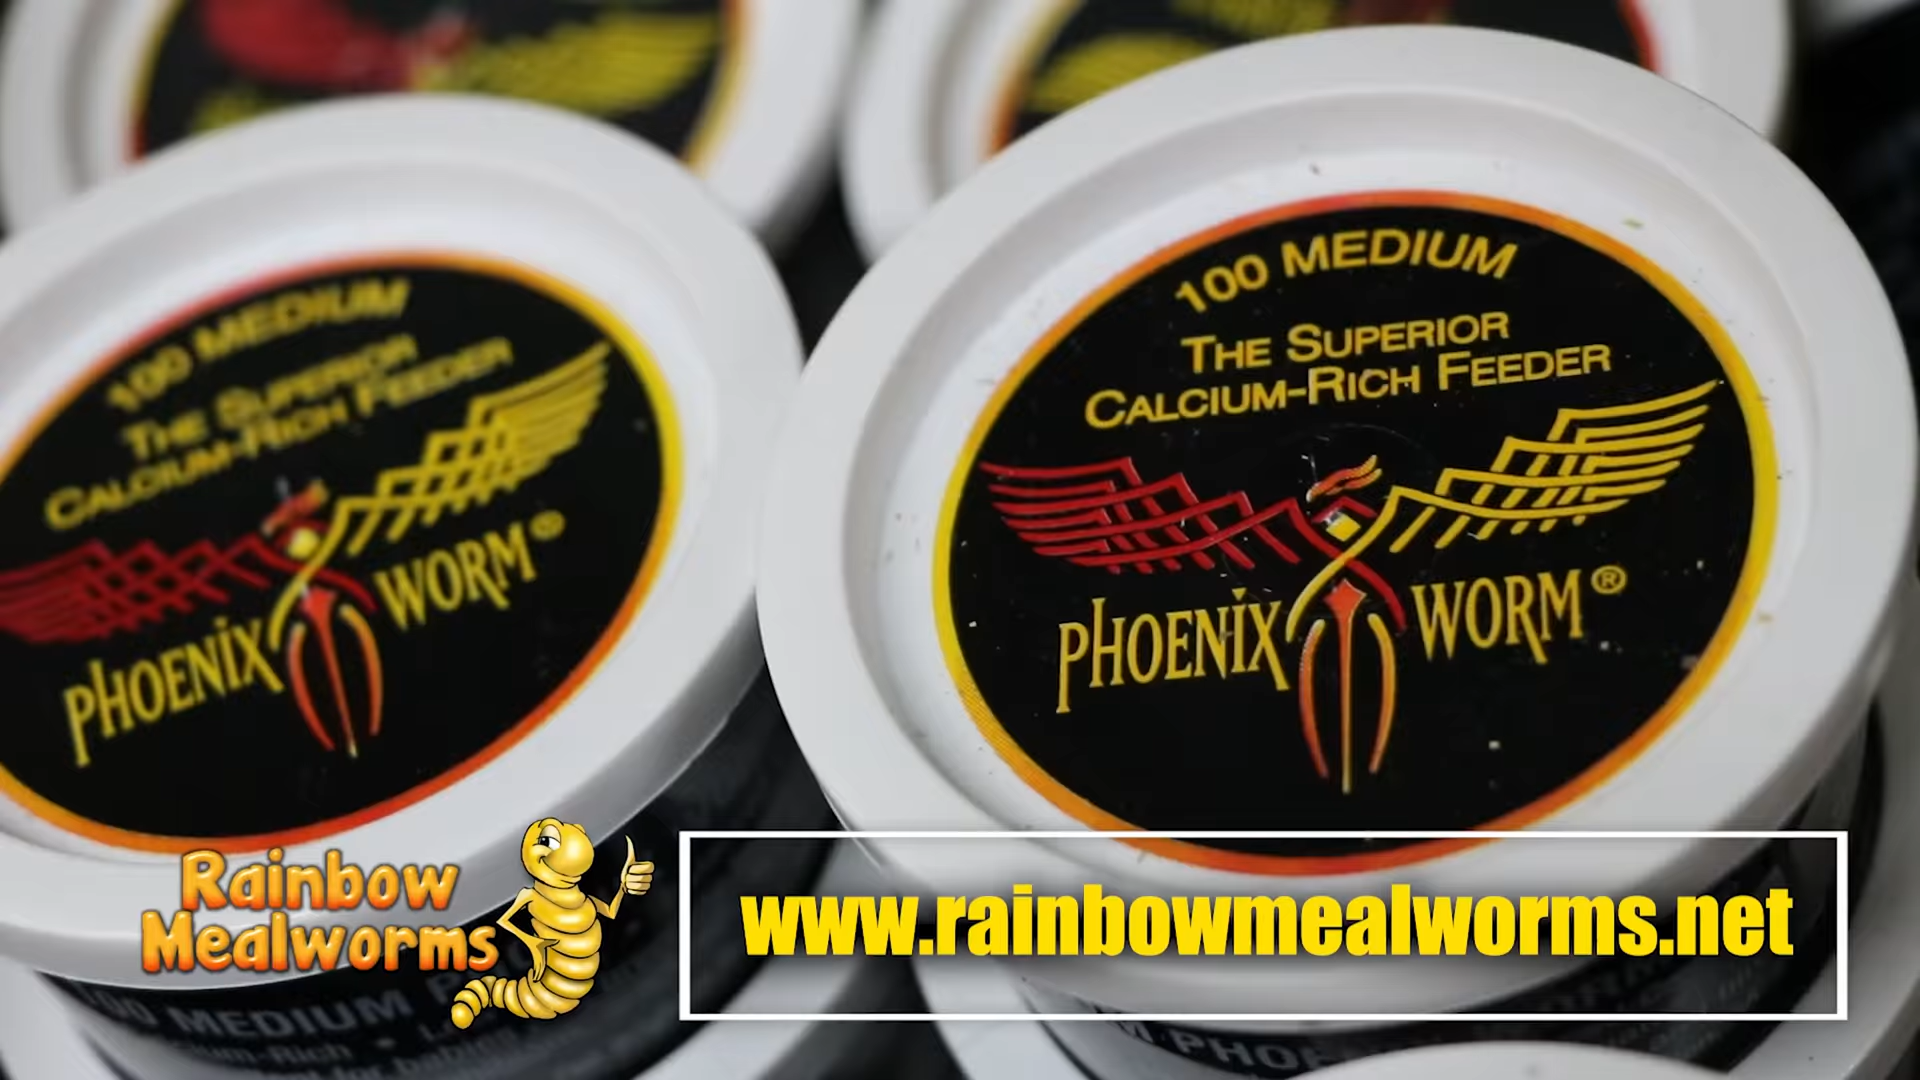 100 MEDIUM
THE SUPERIOR
CALCIUM-RICH FEEDER
PHOENIX WORM®
100 MEDIUM
THE SUPERIOR
CALCIUM-RICH FEEDER
PHOENIX WORM®
Rainbow
Mealworms
www.rainbowmealworms.net
100 MEDIUM